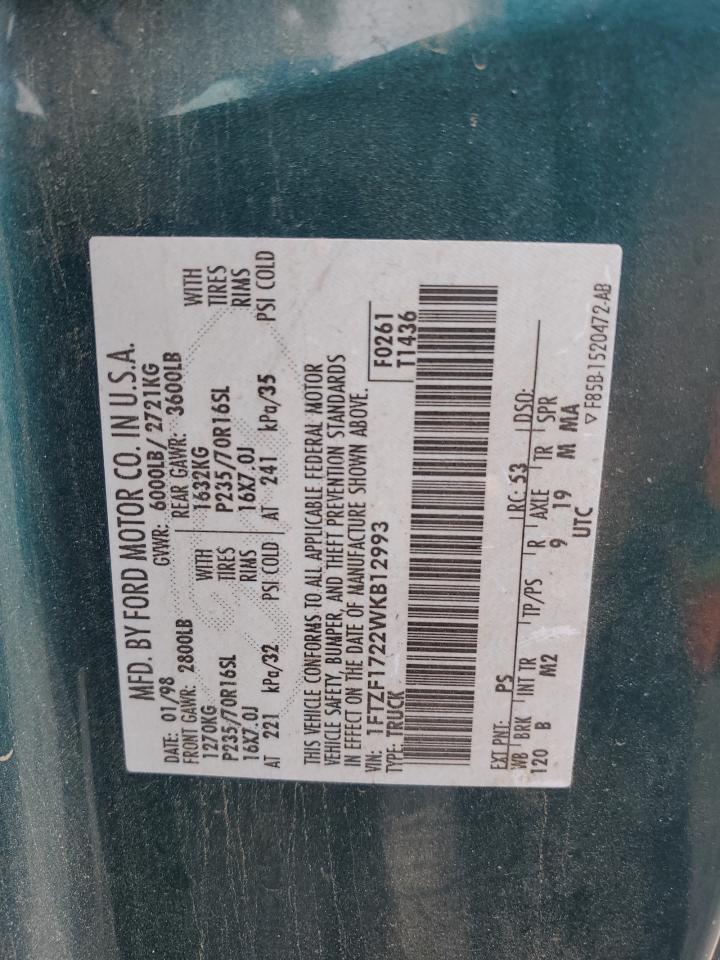 MFD. BY FORD MOTOR CO. IN U.S.A.
DATE: 01/98 GVWR: 6000LB/ 2721KG
FRONT GAWR: 2800LB REAR GAWR: 3600LB
1270KG WITH 1632KG WITH
P235/70R16SL TIRES P235/70R16SL TIRES
16X7.0J RIMS 16X7.0J RIMS
AT 221 kPa/32 PSI COLD AT 241 kPa/35 PSI COLD
THIS VEHICLE CONFORMS TO ALL APPLICABLE FEDERAL MOTOR
VEHICLE SAFETY, BUMPER, AND THEFT PREVENTION STANDARDS
IN EFFECT ON THE DATE OF MANUFACTURE SHOWN ABOVE.
VIN: 1FTZF1722WKB12993 F0261
TYPE: TRUCK T1436
EXT PNT: PS RC: 53 DSO:
WB BRK INT TR TP/PS R AXLE TR SPR
120 B M2 9 19 M MA
UTC
▽ F85B-1520472-AB